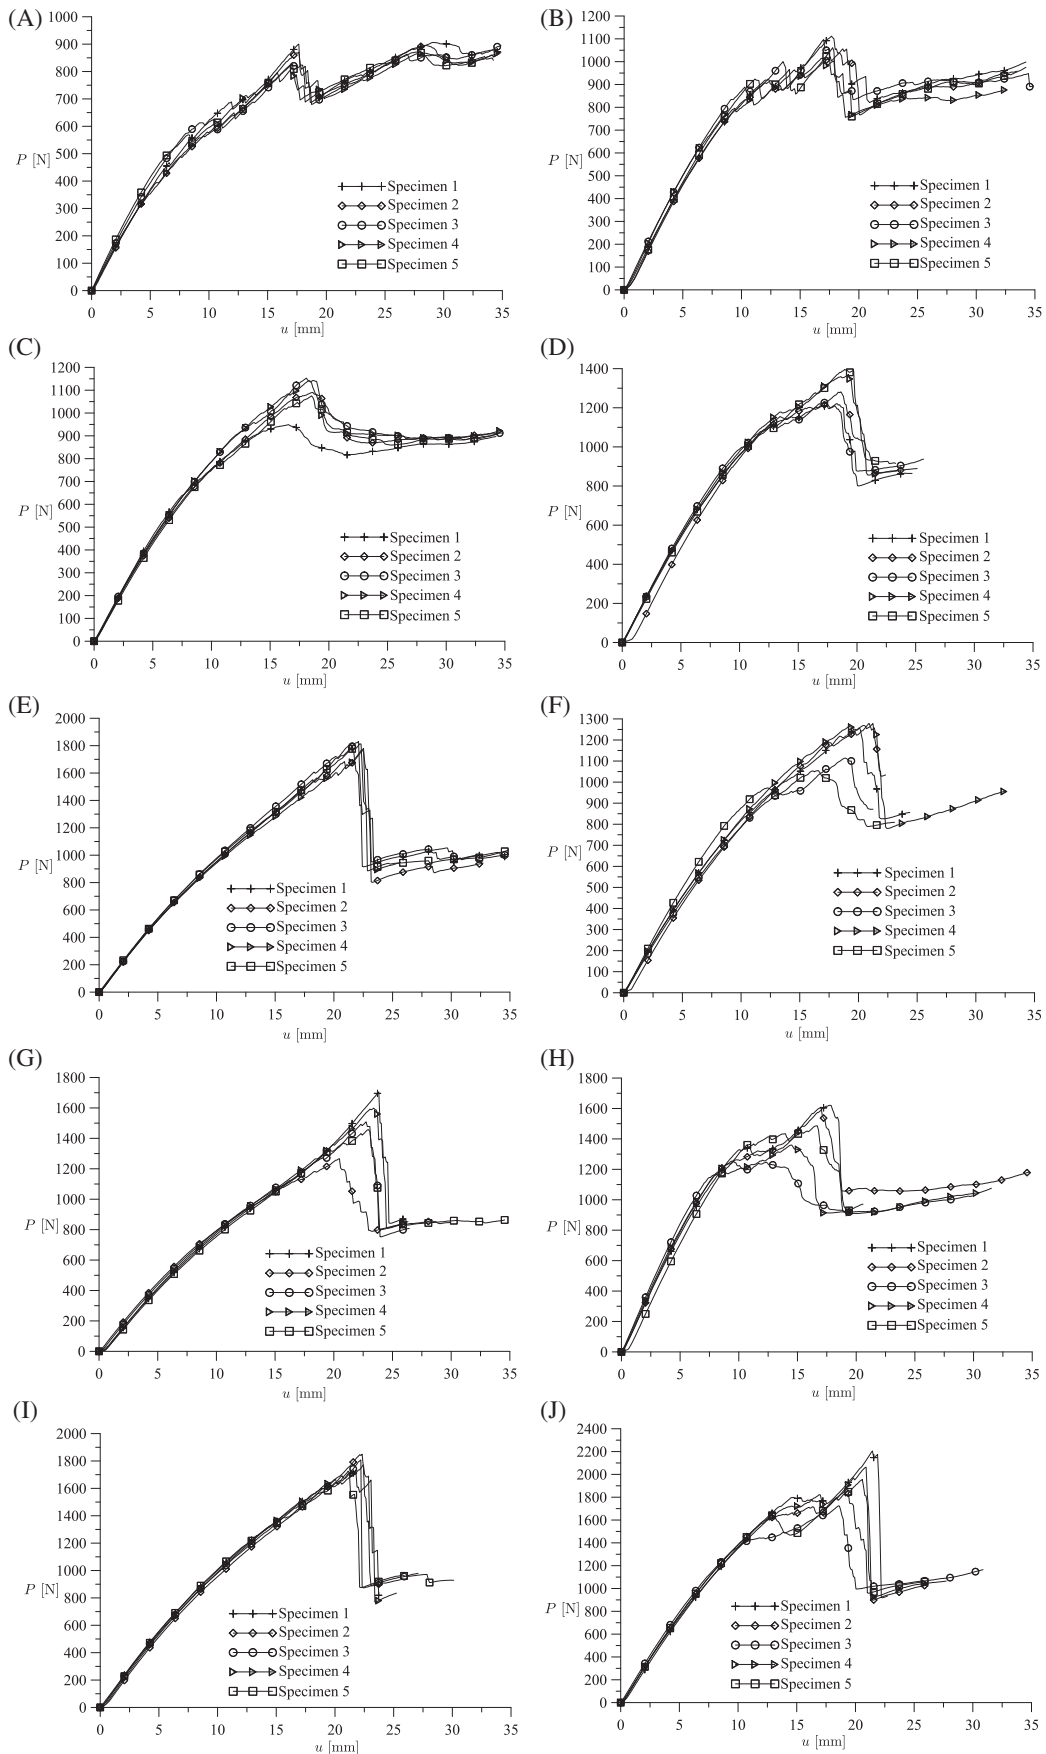 (A)
1000
900
800
700
600
500
400
300
200
100
0
P [N]
Specimen 1
Specimen 2
Specimen 3
Specimen 4
Specimen 5
0 5 10 15 20 25 30 35
u [mm]
(B)
1200
1100
1000
900
800
700
600
500
400
300
200
100
0
P [N]
Specimen 1
Specimen 2
Specimen 3
Specimen 4
Specimen 5
0 5 10 15 20 25 30 35
u [mm]
(C)
1200
1100
1000
900
800
700
600
500
400
300
200
100
0
P [N]
Specimen 1
Specimen 2
Specimen 3
Specimen 4
Specimen 5
0 5 10 15 20 25 30 35
u [mm]
(D)
1400
1200
1000
800
600
400
200
0
P [N]
Specimen 1
Specimen 2
Specimen 3
Specimen 4
Specimen 5
0 5 10 15 20 25 30 35
u [mm]
(E)
2000
1800
1600
1400
1200
1000
800
600
400
200
0
P [N]
Specimen 1
Specimen 2
Specimen 3
Specimen 4
Specimen 5
0 5 10 15 20 25 30 35
u [mm]
(F)
1300
1200
1100
1000
900
800
700
600
500
400
300
200
100
0
P [N]
Specimen 1
Specimen 2
Specimen 3
Specimen 4
Specimen 5
0 5 10 15 20 25 30 35
u [mm]
(G)
1800
1600
1400
1200
1000
800
600
400
200
0
P [N]
Specimen 1
Specimen 2
Specimen 3
Specimen 4
Specimen 5
0 5 10 15 20 25 30 35
u [mm]
(H)
1800
1600
1400
1200
1000
800
600
400
200
0
P [N]
Specimen 1
Specimen 2
Specimen 3
Specimen 4
Specimen 5
0 5 10 15 20 25 30 35
u [mm]
(I)
2000
1800
1600
1400
1200
1000
800
600
400
200
0
P [N]
Specimen 1
Specimen 2
Specimen 3
Specimen 4
Specimen 5
0 5 10 15 20 25 30 35
u [mm]
(J)
2400
2200
2000
1800
1600
1400
1200
1000
800
600
400
200
0
P [N]
Specimen 1
Specimen 2
Specimen 3
Specimen 4
Specimen 5
0 5 10 15 20 25 30 35
u [mm]